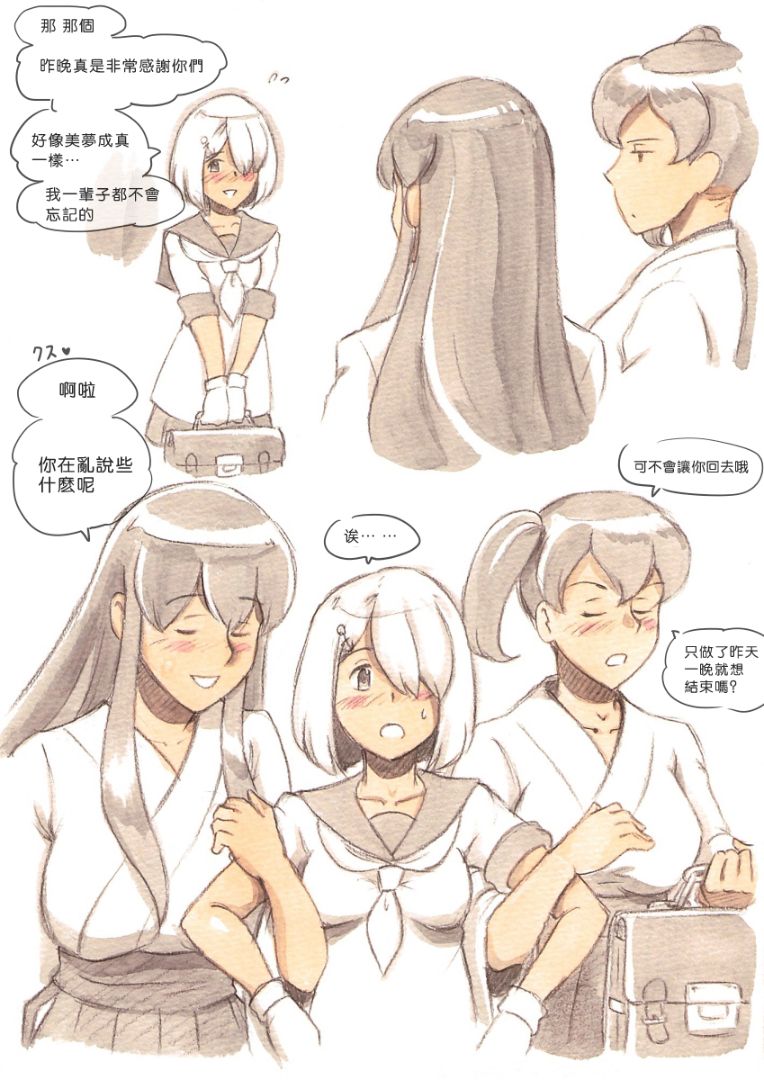 那 那個
昨晚真是非常感謝你們
好像美夢成真
一樣…
我一輩子都不會
忘記的
クス♥
啊啦
你在亂說些
什麼呢
可不會讓你回去哦
诶… …
只做了昨天
一晚就想
結束嗎?